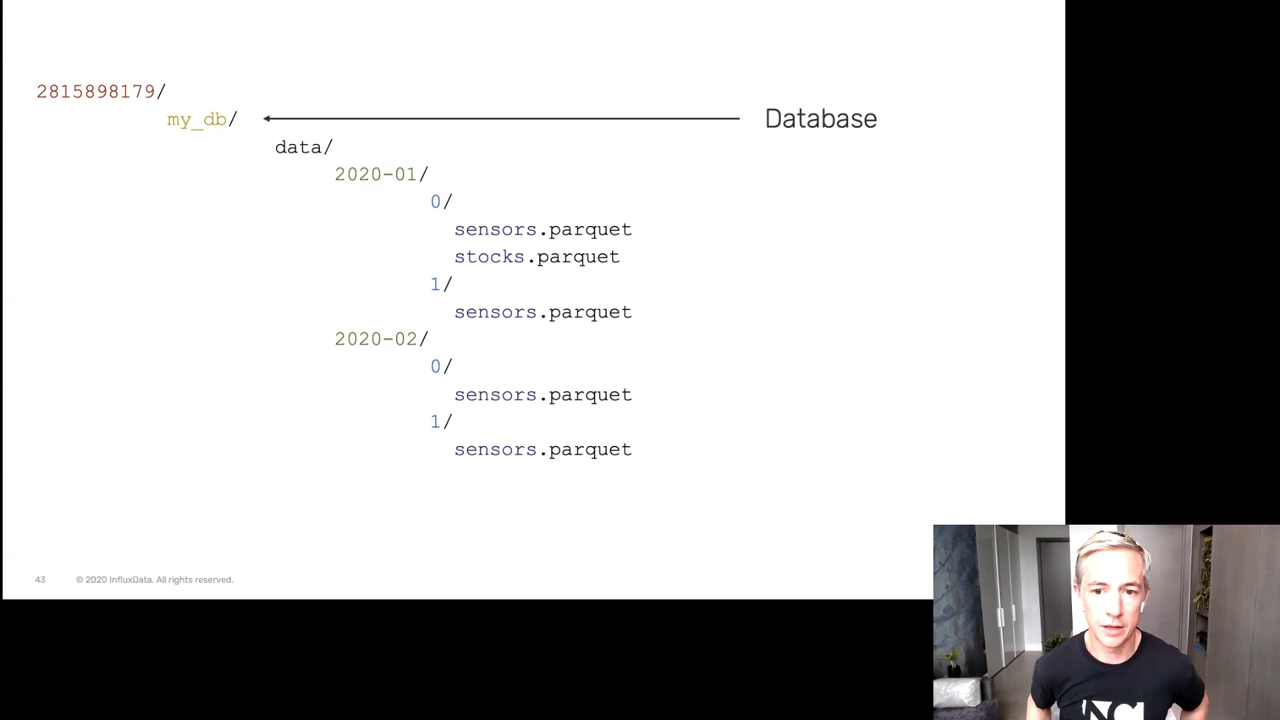 2815898179/
my_db/
Database
data/
2020-01/
0/
sensors.parquet
stocks.parquet
1/
sensors.parquet
2020-02/
0/
sensors.parquet
1/
sensors.parquet
43
© 2020 InfluxData. All rights reserved.